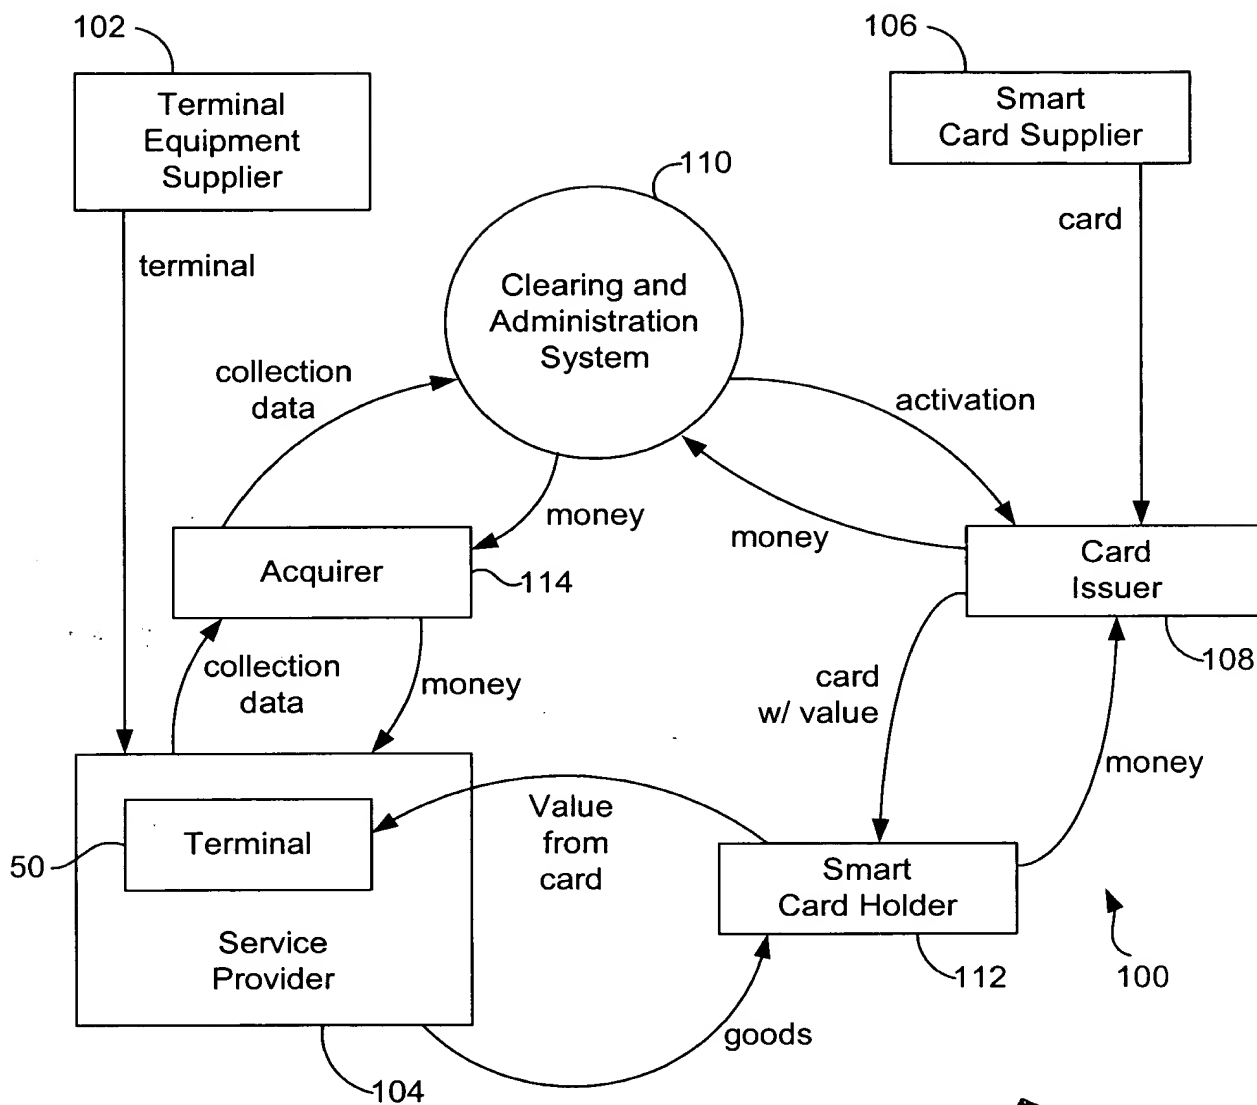 102
106
Terminal
Equipment
Supplier
Smart
Card Supplier
110
card
terminal
Clearing and
Administration
System
collection
data
activation
money
money
Acquirer
114
Card
Issuer
108
collection
data
money
card
w/ value
money
Value
from
card
50
Terminal
Smart
Card Holder
Service
Provider
112
100
goods
104